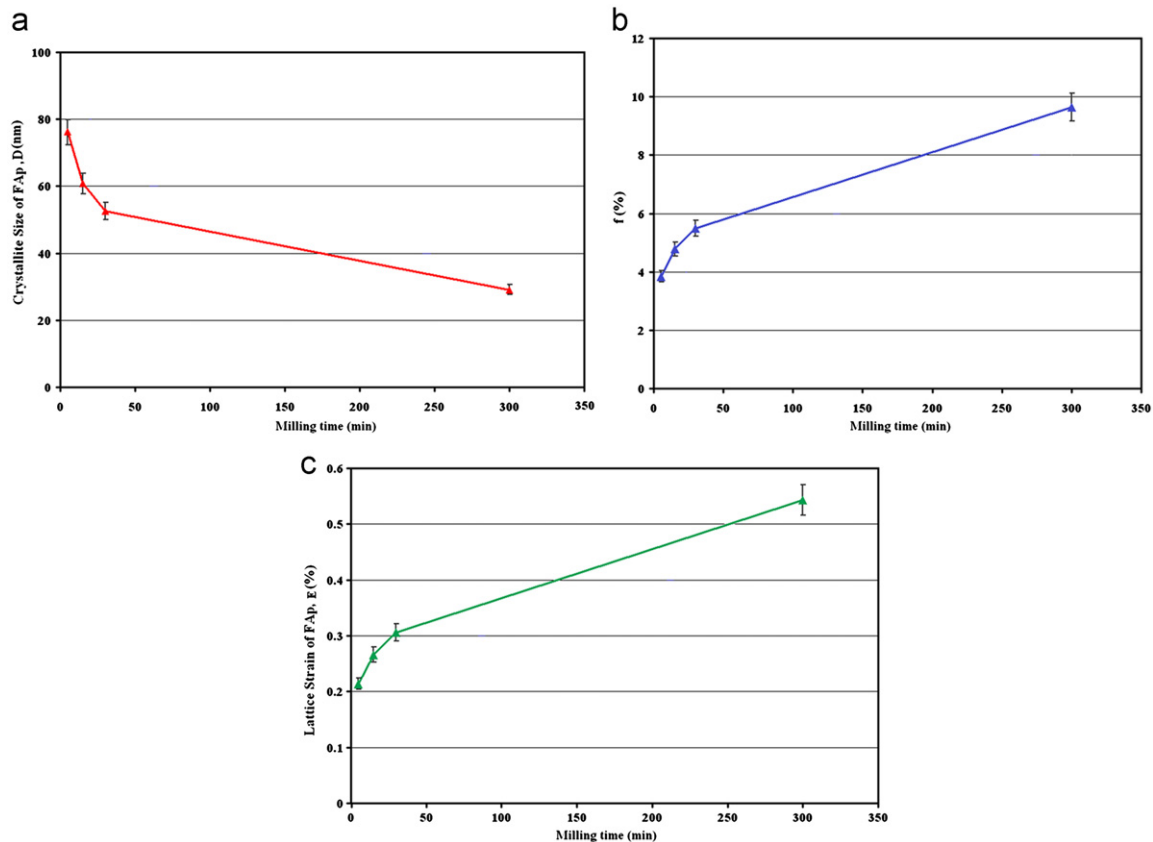 a
100
80
60
40
20
0
Crystallite Size of FAp ,D(nm)
0 50 100 150 200 250 300 350
Milling time (min)
b
12
10
8
6
4
2
0
f (%)
0 50 100 150 200 250 300 350
Milling time (min)
c
0.6
0.5
0.4
0.3
0.2
0.1
0
Lattice Strain of FAp, E (%)
0 50 100 150 200 250 300 350
Milling time (min)